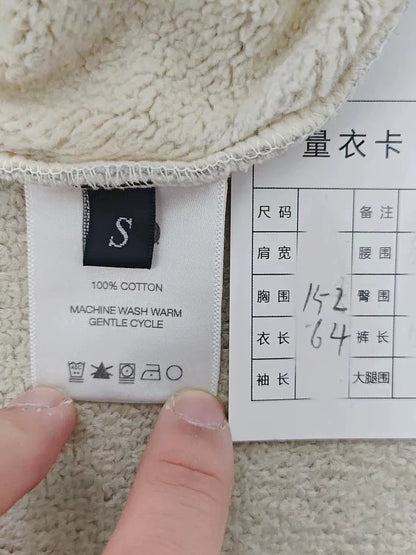 S
100% COTTON
MACHINE WASH WARM
GENTLE CYCLE
量衣卡
尺码 备注
肩宽 腰围
胸围 152 臀围
衣长 64 裤长
袖长 大腿围